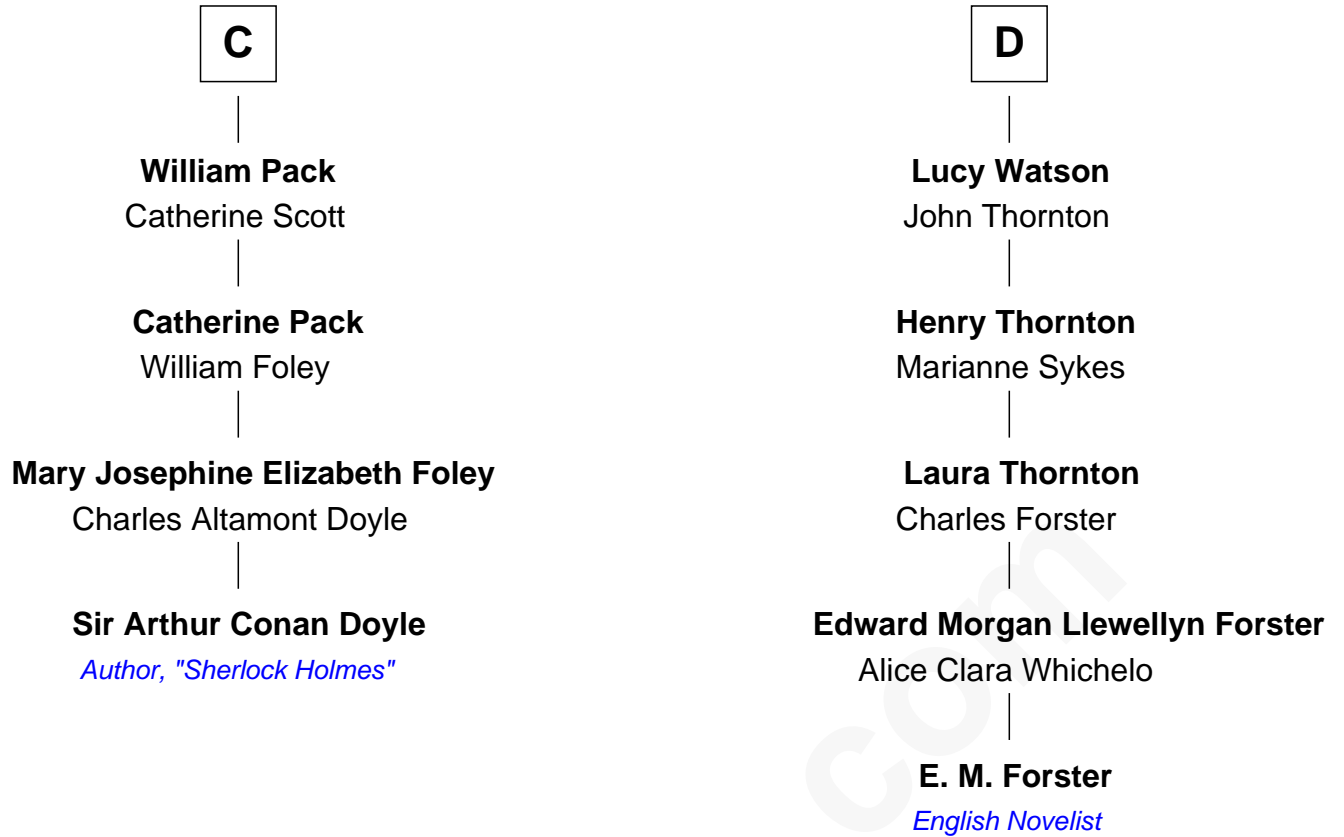 C
William Pack
Catherine Scott
Catherine Pack
William Foley
Mary Josephine Elizabeth Foley
Charles Altamont Doyle
Sir Arthur Conan Doyle
Author, "Sherlock Holmes"
D
Lucy Watson
John Thornton
Henry Thornton
Marianne Sykes
Laura Thornton
Charles Forster
Edward Morgan Llewellyn Forster
Alice Clara Whichelo
E. M. Forster
English Novelist
com